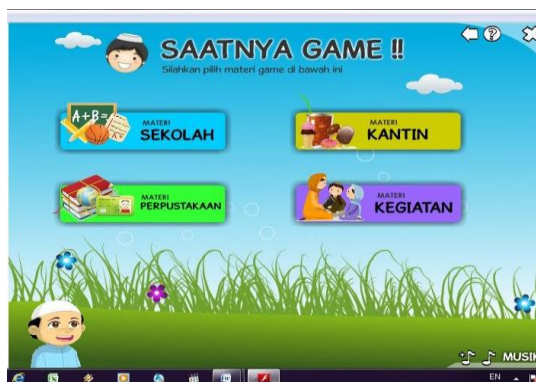 SAATNYA GAME !!
Silahkan pilih materi game di bawah ini
A+B=
MATERI
SEKOLAH
MATERI
KANTIN
MATERI
PERPUSTAKAAN
MATERI
KEGIATAN
MUSIK
EN